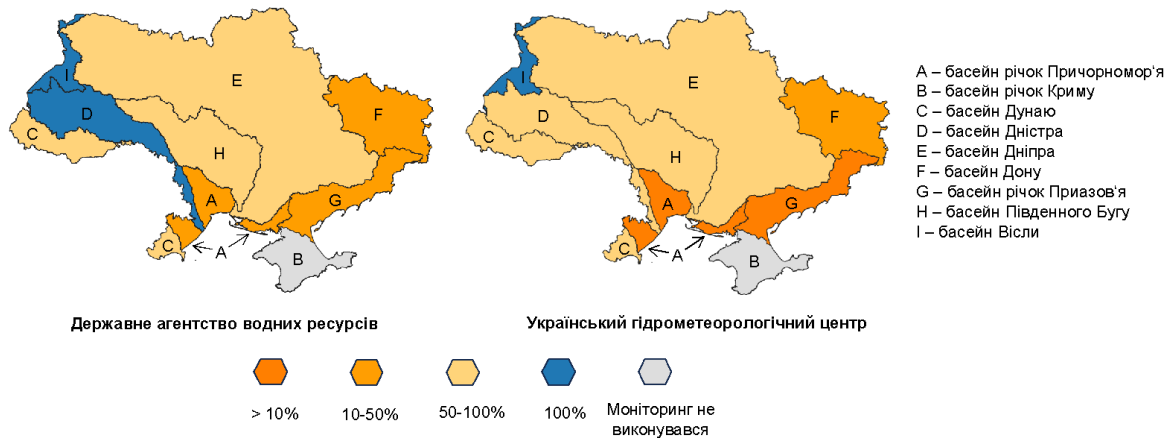 I
E
D
C
H
F
A
G
C
A
B
I
E
D
C
H
F
A
G
C
A
B
A – басейн річок Причорномор‘я
B – басейн річок Криму
C – басейн Дунаю
D – басейн Дністра
E – басейн Дніпра
F – басейн Дону
G – басейн річок Приазов‘я
H – басейн Південного Бугу
I – басейн Вісли
Державне агентство водних ресурсів
Український гідрометеорологічний центр
> 10%
10-50%
50-100%
100%
Моніторинг не
виконувався